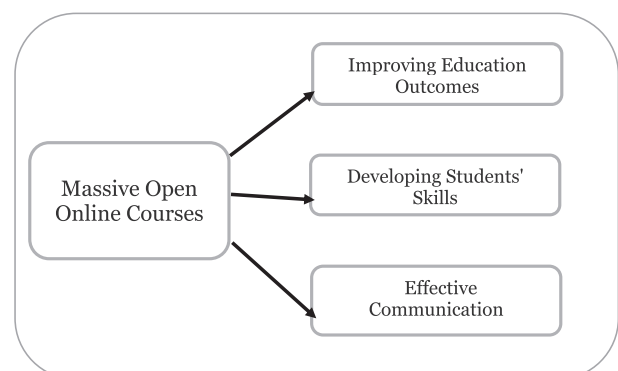 Improving Education
Outcomes
Massive Open
Online Courses
Developing Students'
Skills
Effective
Communication